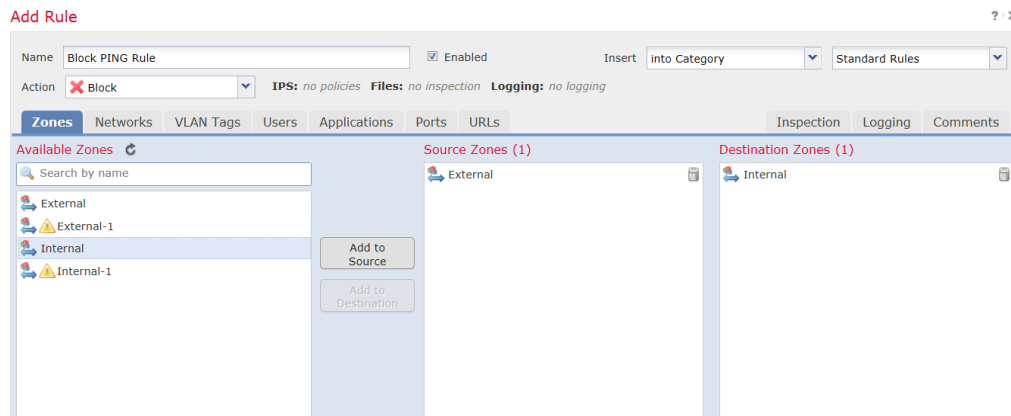 Add Rule
?
Name Block PING Rule Enabled Insert into Category Standard Rules
Action Block IPS: no policies Files: no inspection Logging: no logging
Zones Networks VLAN Tags Users Applications Ports URLs Inspection Logging Comments
Available Zones Source Zones (1) Destination Zones (1)
Search by name
External
External-1
Internal
Internal-1
Add to
Source
Add to
Destination
External
Internal